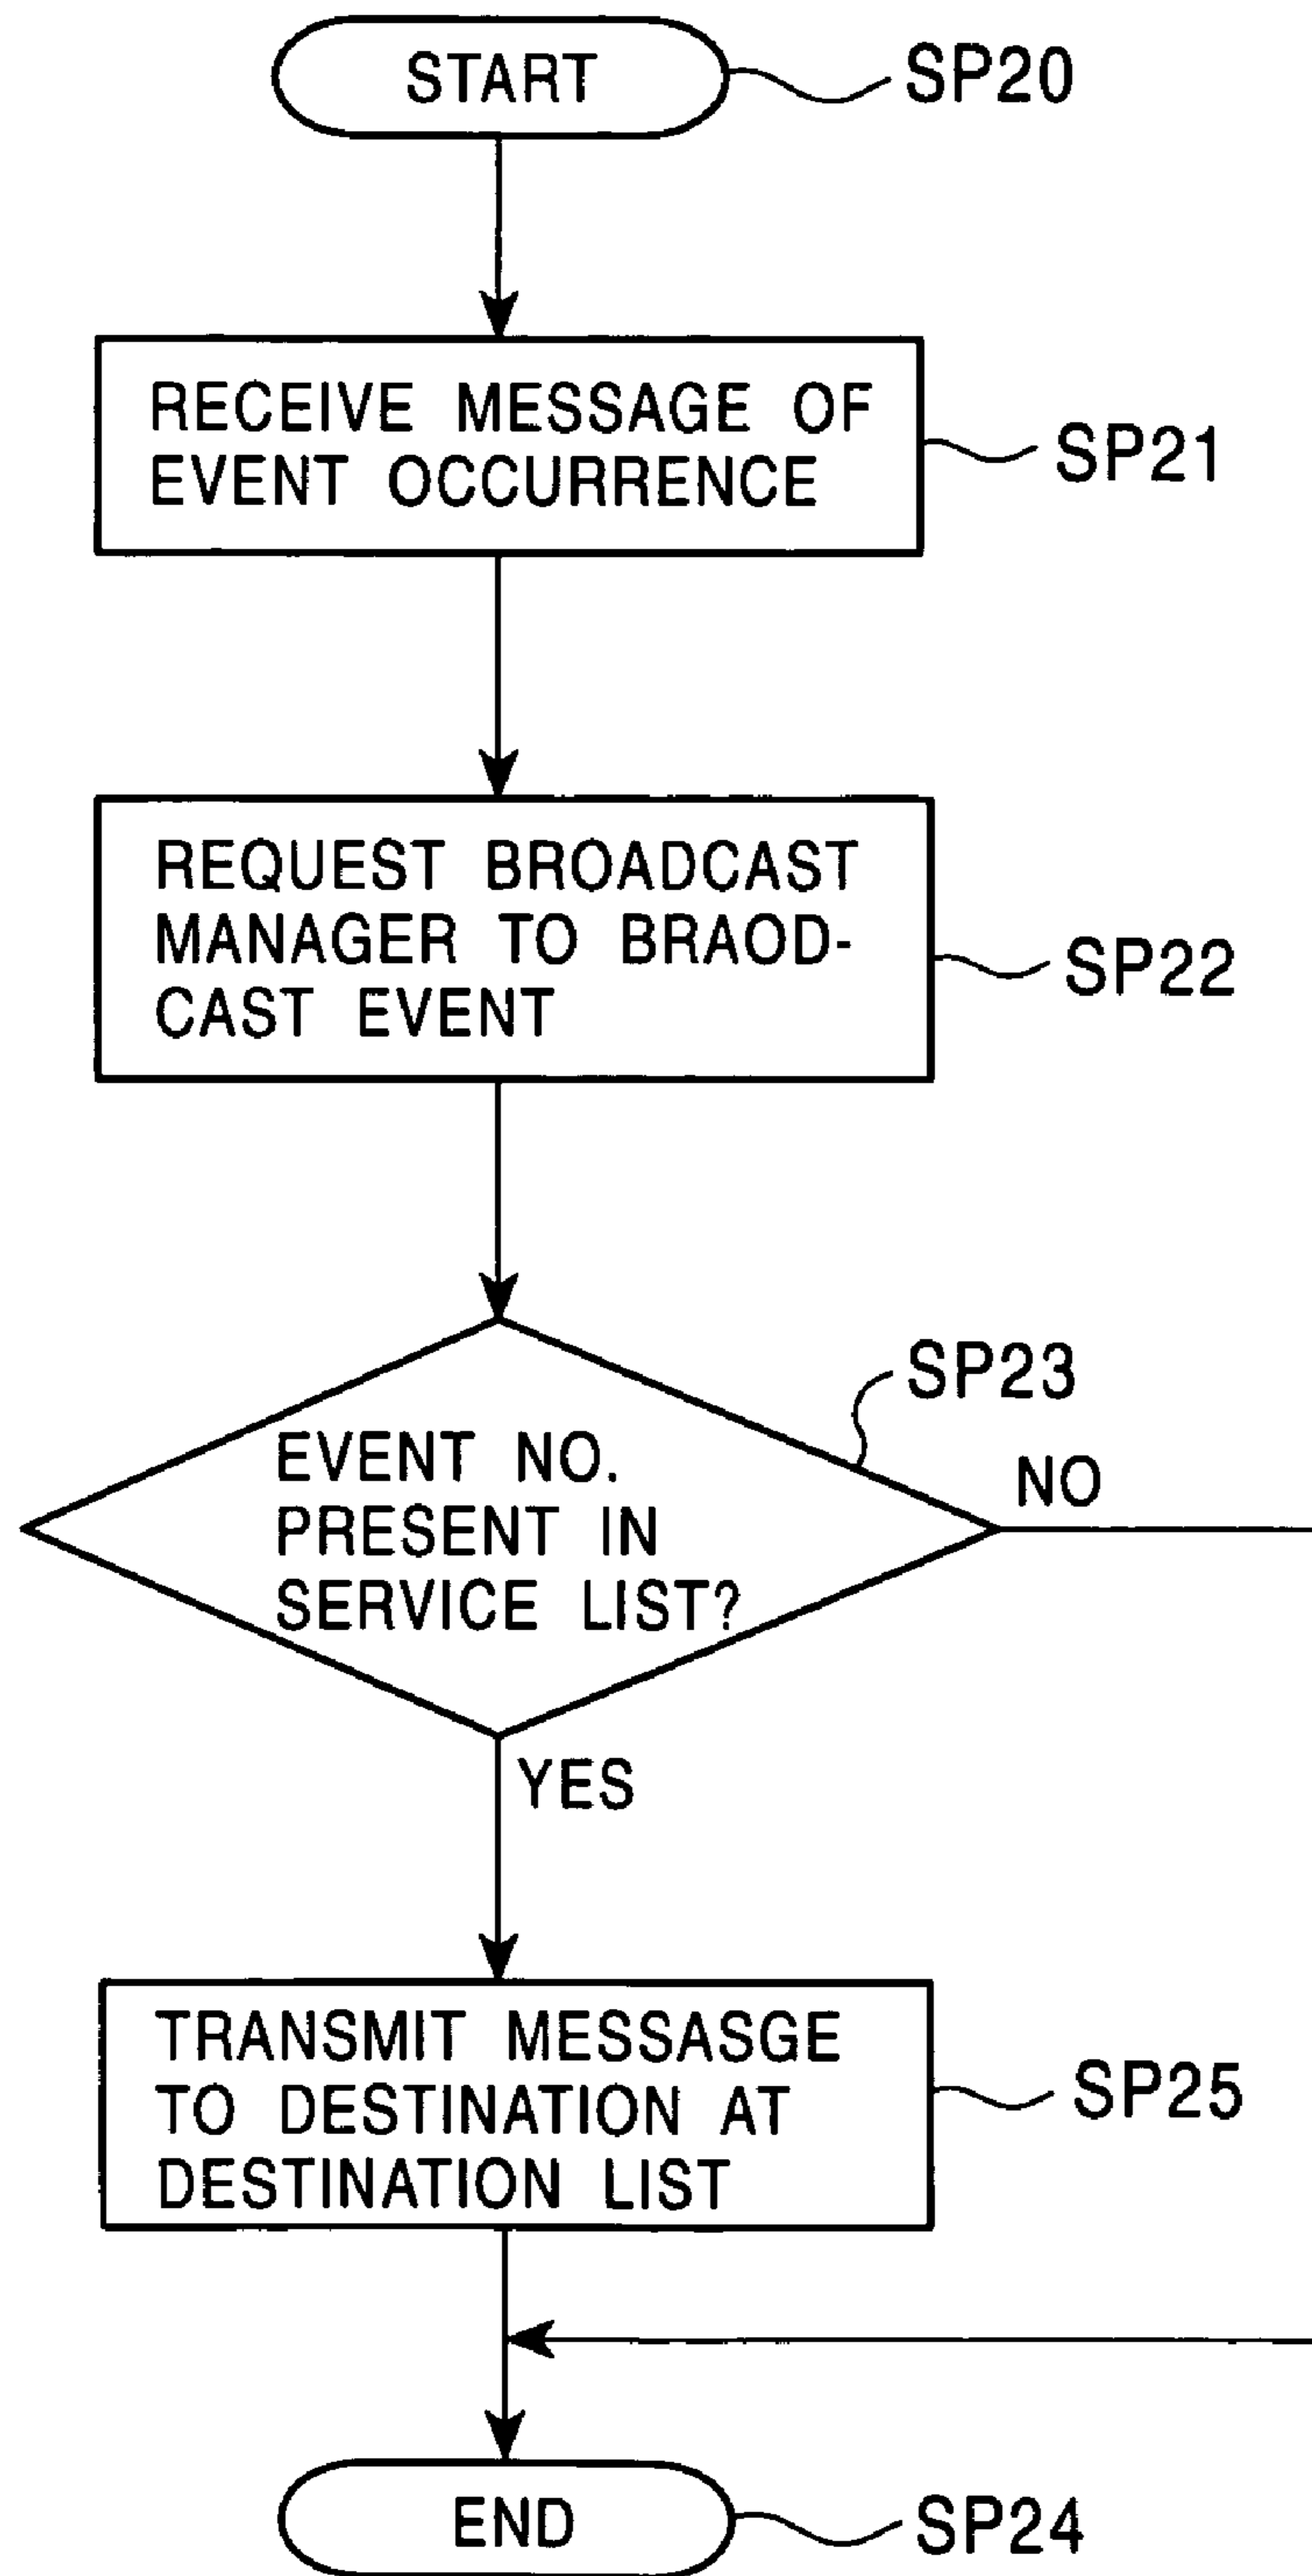 START
SP20
RECEIVE MESSAGE OF
EVENT OCCURRENCE
SP21
REQUEST BROADCAST
MANAGER TO BRAOD-
CAST EVENT
SP22
SP23
EVENT NO.
PRESENT IN
SERVICE LIST?
NO
YES
TRANSMIT MESSASGE
TO DESTINATION AT
DESTINATION LIST
SP25
END
SP24